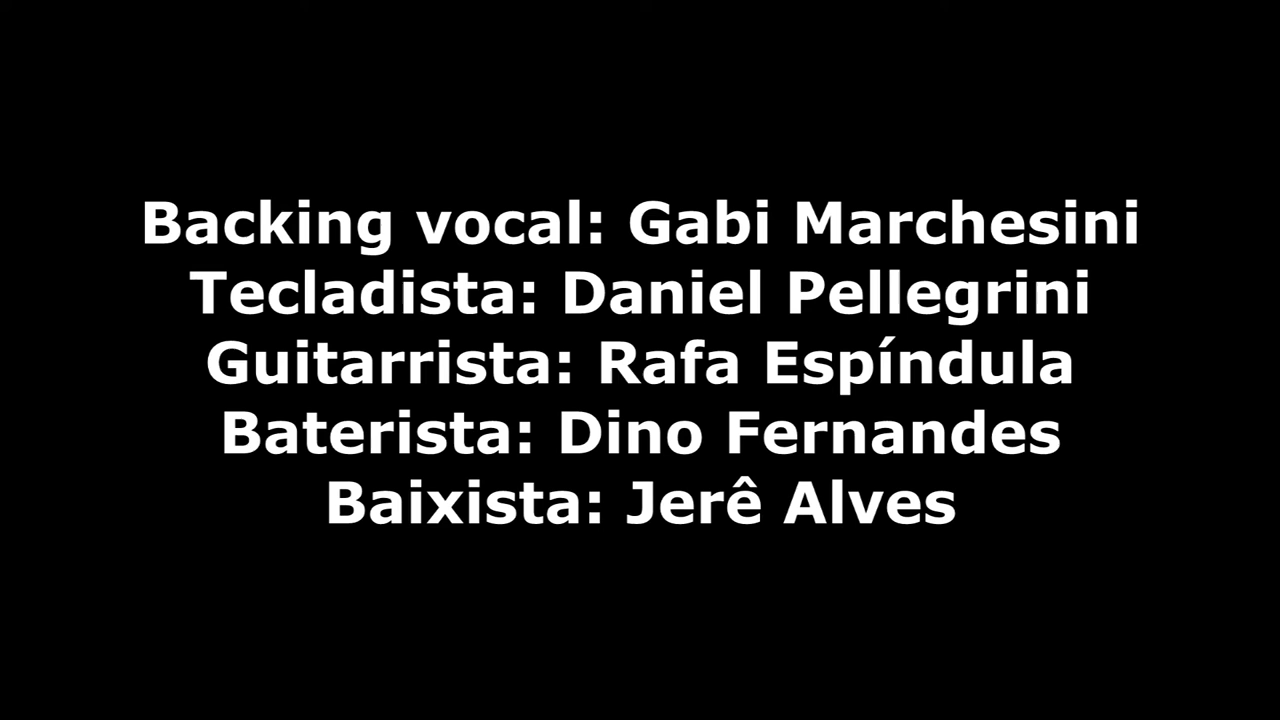 Backing vocal: Gabi Marchesini
Tecladista: Daniel Pellegrini
Guitarrista: Rafa Espíndula
Baterista: Dino Fernandes
Baixista: Jerê Alves